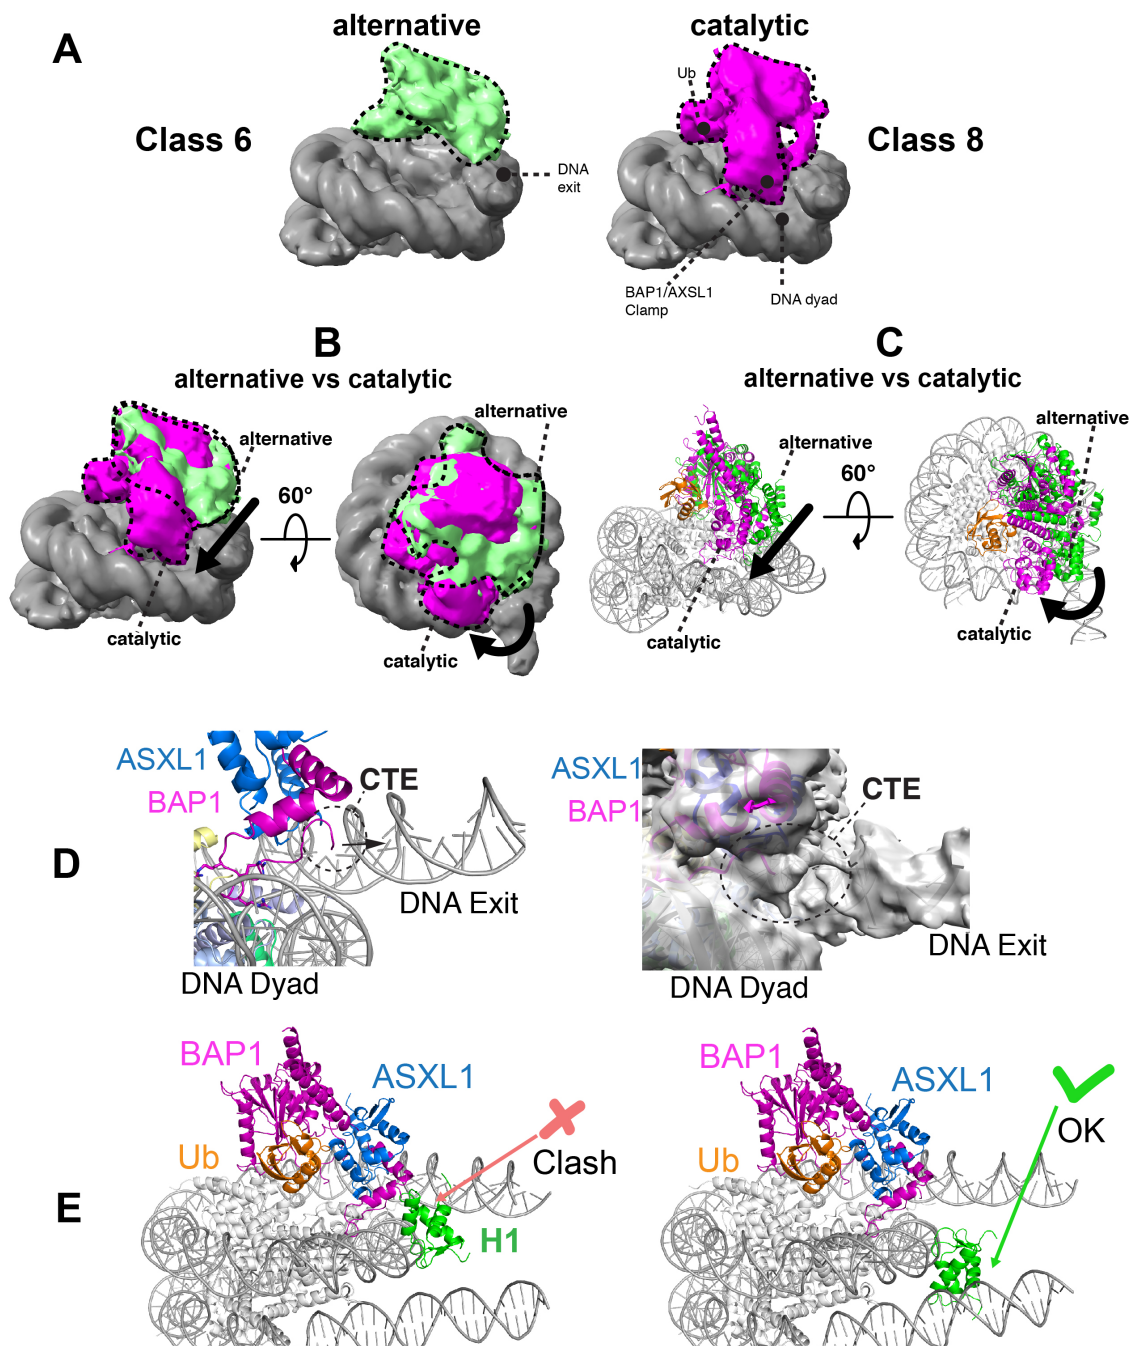 A
alternative
catalytic
Class 6
Ub
Class 8
DNA
exit
BAP1/AXSL1
Clamp
DNA dyad
B
alternative vs catalytic
alternative
alternative
60°
catalytic
catalytic
C
alternative vs catalytic
alternative
alternative
60°
catalytic
catalytic
D
ASXL1
BAP1
CTE
DNA Exit
DNA Dyad
ASXL1
BAP1
CTE
DNA Exit
DNA Dyad
E
BAP1
ASXL1
Ub
Clash
H1
BAP1
ASXL1
Ub
OK